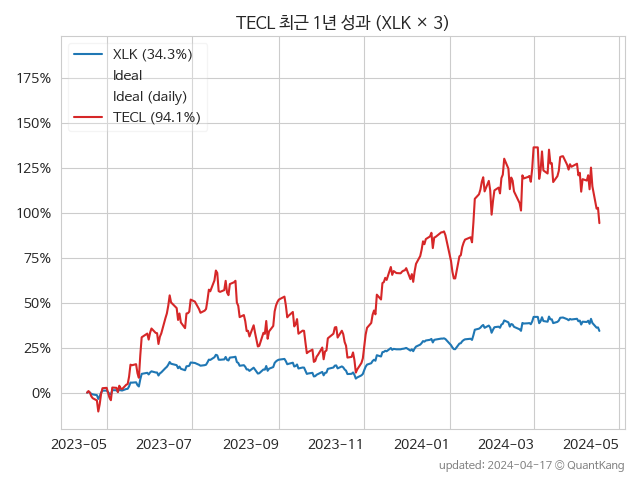 TECL 최근 1년 성과 (XLK × 3)
XLK (34.3%)
Ideal
Ideal (daily)
TECL (94.1%)
175%
150%
125%
100%
75%
50%
25%
0%
2023-05 2023-07 2023-09 2023-11 2024-01 2024-03 2024-05
updated: 2024-04-17 © QuantKang